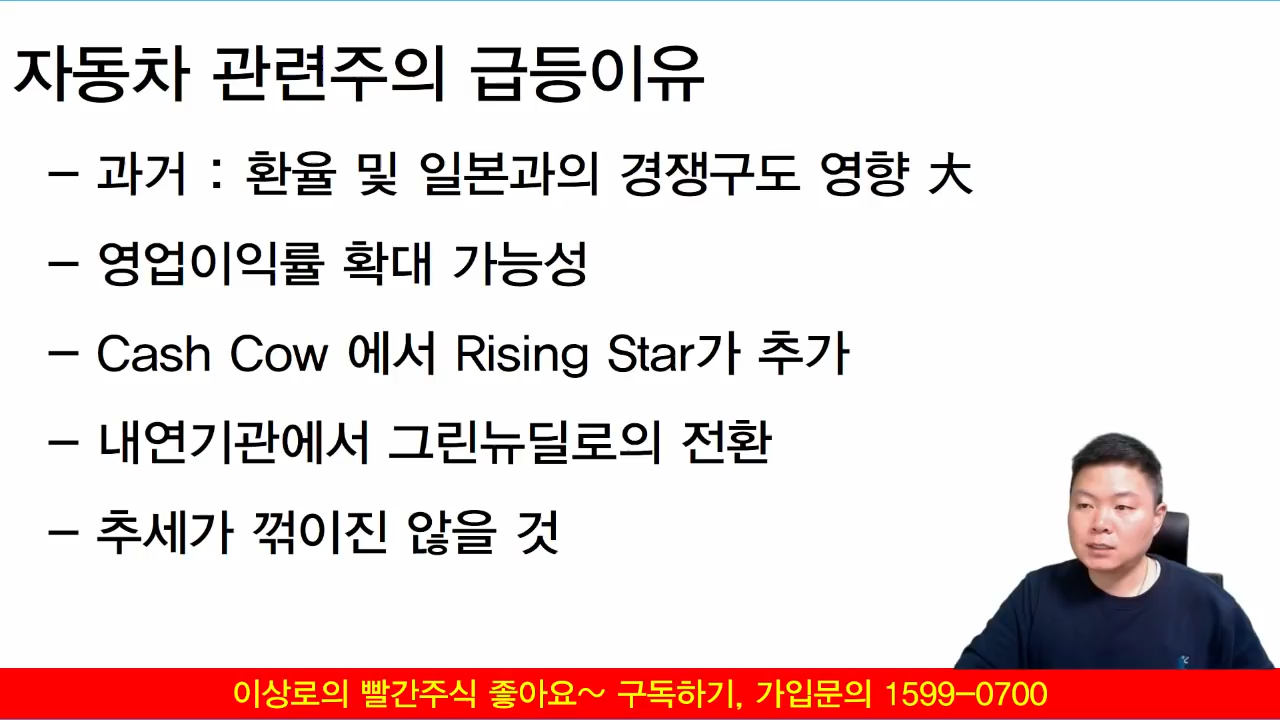 자동차 관련주의 급등이유
– 과거 : 환율 및 일본과의 경쟁구도 영향 大
– 영업이익률 확대 가능성
– Cash Cow 에서 Rising Star가 추가
– 내연기관에서 그린뉴딜로의 전환
– 추세가 꺾이진 않을 것
이상로의 빨간주식 좋아요~ 구독하기, 가입문의 1599-0700